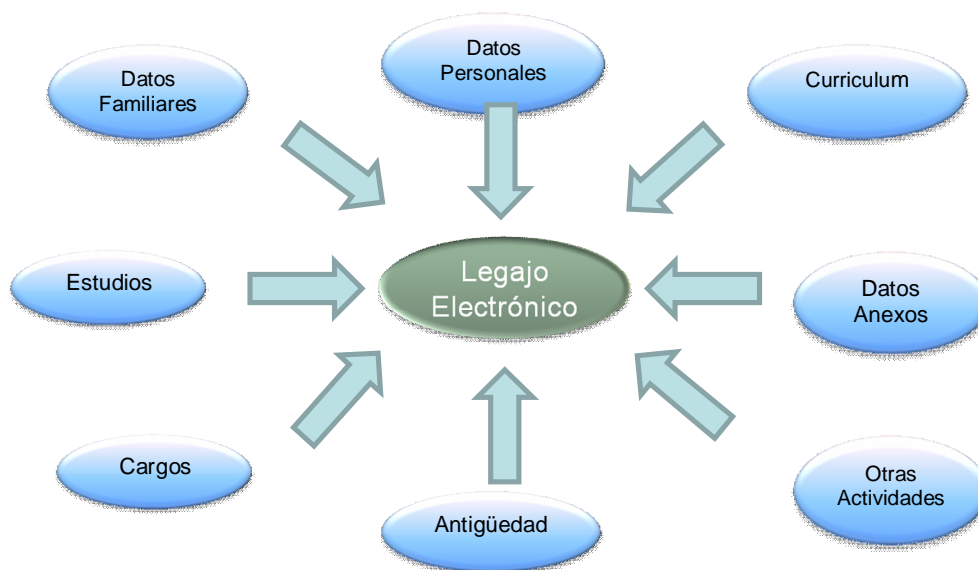 Datos
Familiares
Datos
Personales
Curriculum
Estudios
Legajo
Electrónico
Datos
Anexos
Cargos
Antigüedad
Otras
Actividades